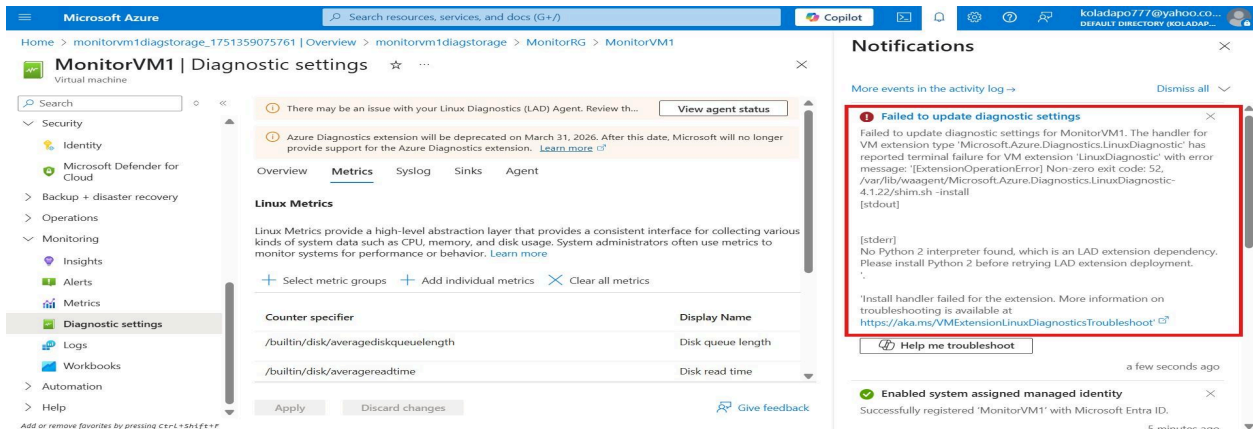 Microsoft Azure
Search resources, services, and docs (G+/)
Copilot
koladapo777@yahoo.co...
DEFAULT DIRECTORY (KOLADAP...
Home > monitorvm1diagstorage_1751359075761 | Overview > monitorvm1diagstorage > MonitorRG > MonitorVM1
MonitorVM1 | Diagnostic settings
Virtual machine
Search
Security
Identity
Microsoft Defender for
Cloud
Backup + disaster recovery
Operations
Monitoring
Insights
Alerts
Metrics
Diagnostic settings
Logs
Workbooks
Automation
Help
Add or remove favorites by pressing Ctrl+Shift+F
There may be an issue with your Linux Diagnostics (LAD) Agent. Review th...
View agent status
Azure Diagnostics extension will be deprecated on March 31, 2026. After this date, Microsoft will no longer
provide support for the Azure Diagnostics extension. Learn more
Overview Metrics Syslog Sinks Agent
Linux Metrics
Linux Metrics provide a high-level abstraction layer that provides a consistent interface for collecting various
kinds of system data such as CPU, memory, and disk usage. System administrators often use metrics to
monitor systems for performance or behavior. Learn more
Select metric groups Add individual metrics Clear all metrics
Counter specifier Display Name
/builtin/disk/averagediskqueuelength Disk queue length
/builtin/disk/averagereadtime Disk read time
Apply Discard changes Give feedback
Notifications
More events in the activity log → Dismiss all
Failed to update diagnostic settings
Failed to update diagnostic settings for MonitorVM1. The handler for
VM extension type 'Microsoft.Azure.Diagnostics.LinuxDiagnostic' has
reported terminal failure for VM extension 'LinuxDiagnostic' with error
message: '[ExtensionOperationError] Non-zero exit code: 52,
/var/lib/waagent/Microsoft.Azure.Diagnostics.LinuxDiagnostic-
4.1.22/shim.sh -install
[stdout]
[stderr]
No Python 2 interpreter found, which is an LAD extension dependency.
Please install Python 2 before retrying LAD extension deployment.
'.
'Install handler failed for the extension. More information on
troubleshooting is available at
https://aka.ms/VMExtensionLinuxDiagnosticsTroubleshoot'
Help me troubleshoot
a few seconds ago
Enabled system assigned managed identity
Successfully registered 'MonitorVM1' with Microsoft Entra ID.
5 minutes ago